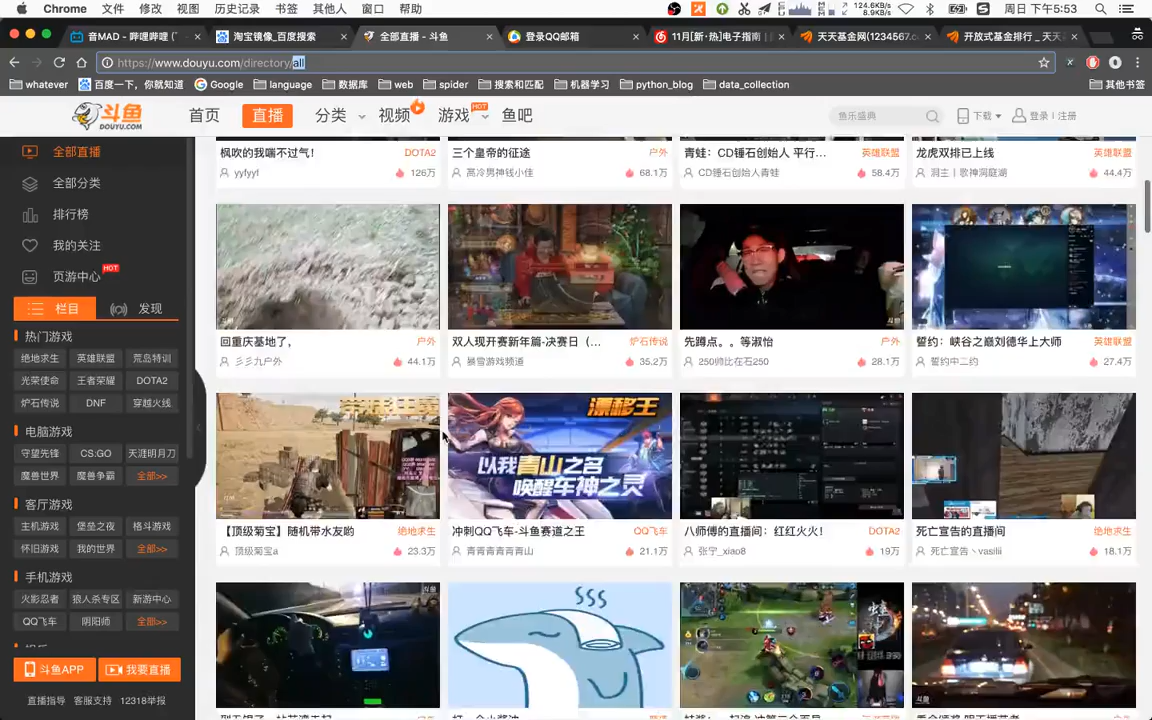 Chrome 文件 修改 视图 历史记录 书签 其他人 窗口 帮助
124.6KB/s
8.9KB/s
周日 下午5:53
音MAD - 哔哩哔哩 (゜
淘宝镜像_百度搜索
全部直播 - 斗鱼
登录QQ邮箱
11月[新·热]电子指南 |
天天基金网(1234567.c
开放式基金排行 _ 天天
https://www.douyu.com/directory/all
whatever 百度一下，你就知道 Google language 数据库 web spider 搜索和匹配 机器学习 python_blog data_collection 其他书签
斗鱼
DOUYU.COM
首页 直播 分类 视频 游戏 HOT 鱼吧
鱼乐盛典
下载 登录 | 注册
全部直播
全部分类
排行榜
我的关注
页游中心 HOT
栏目 发现
热门游戏
绝地求生 英雄联盟 荒岛特训
光荣使命 王者荣耀 DOTA2
炉石传说 DNF 穿越火线
电脑游戏
守望先锋 CS:GO 天涯明月刀
魔兽世界 魔兽争霸 全部>>
客厅游戏
主机游戏 堡垒之夜 格斗游戏
怀旧游戏 我的世界 全部>>
手机游戏
火影忍者 狼人杀专区 新游中心
QQ飞车 阴阳师 全部>>
斗鱼APP 我要直播
直播指导 客服支持 12318举报
枫吹的我喘不过气！ DOTA2
yyfyyf 126万
三个皇帝的征途 户外
高冷男神钱小佳 68.1万
青蛙：CD锤石创始人 平行... 英雄联盟
CD锤石创始人青蛙 58.4万
龙虎双排已上线 英雄联盟
洞主丨歌神洞庭湖 44.4万
回重庆基地了， 户外
彡彡九户外 44.1万
双人现开赛新年篇-决赛日（... 炉石传说
暴雪游戏频道 35.2万
先蹲点。。等淑怡 户外
250帅比在石250 28.1万
誓约：峡谷之巅刘德华上大师 英雄联盟
誓约中二约 27.4万
漂移王
以我青山之名
唤醒车神之灵
【顶级菊宝】随机带水友哟 绝地求生
顶级菊宝a 23.3万
冲刺QQ飞车-斗鱼赛道之王 QQ飞车
青青青青青青山 21.1万
八师傅的直播间：红红火火！ DOTA2
张宁_xiao8 19万
死亡宣告的直播间 绝地求生
死亡宣告丶vasilii 18.1万